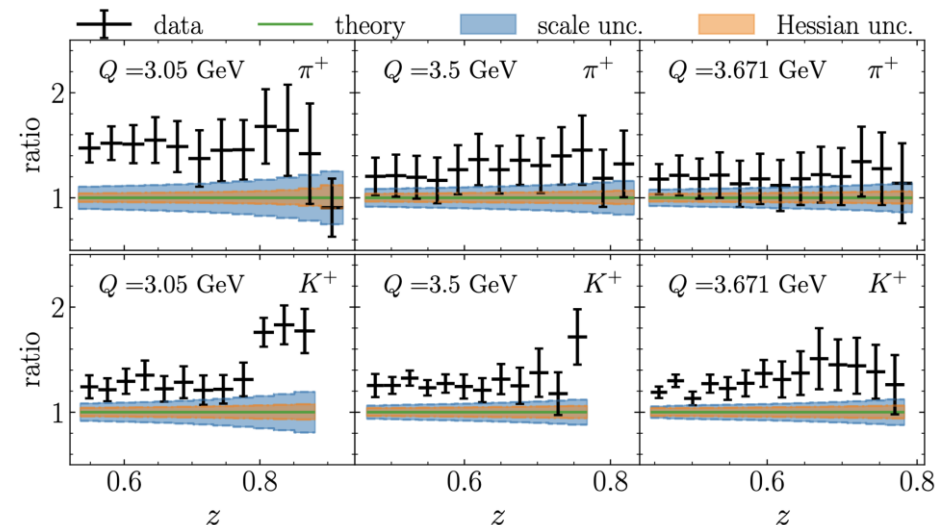 data theory scale unc. Hessian unc.
Q =3.05 GeV π⁺ Q =3.5 GeV π⁺ Q =3.671 GeV π⁺
2
ratio
1
Q =3.05 GeV K⁺ Q =3.5 GeV K⁺ Q =3.671 GeV K⁺
2
ratio
1
0.6 0.8 0.6 0.8 0.6 0.8
z z z